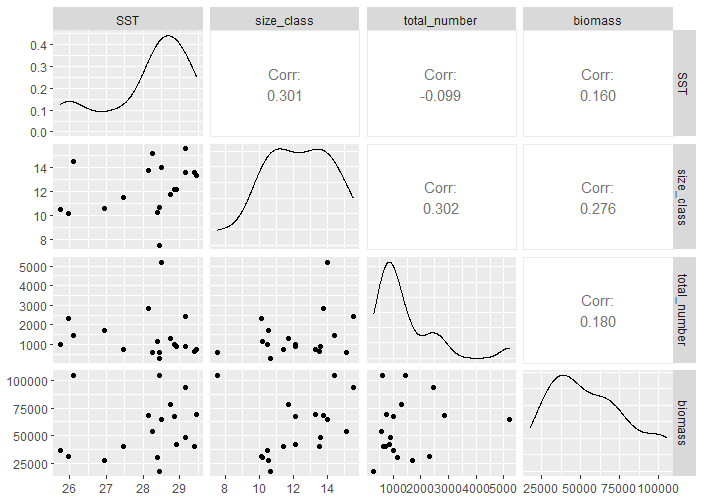 SST size_class total_number biomass
0.4
0.3
0.2
0.1
0.0
Corr:
0.301
Corr:
-0.099
Corr:
0.160
SST
14
12
10
8
Corr:
0.302
Corr:
0.276
size_class
5000
4000
3000
2000
1000
Corr:
0.180
total_number
100000
75000
50000
25000
biomass
26 27 28 29 8 10 12 14 1000 2000 3000 4000 5000 25000 50000 75000 100000